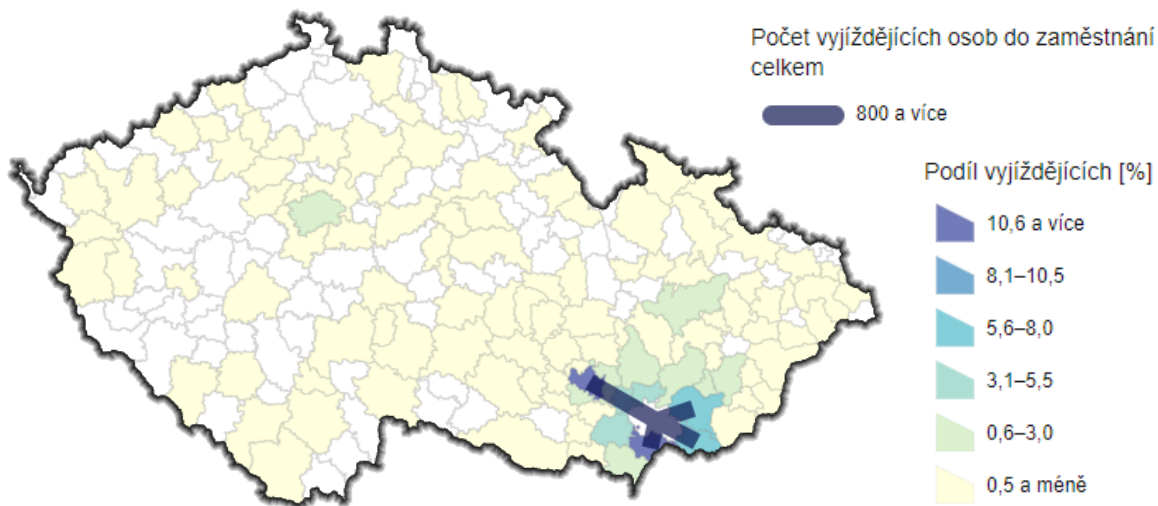 Počet vyjíždějících osob do zaměstnání
celkem
800 a více
Podíl vyjíždějících [%]
10,6 a více
8,1–10,5
5,6–8,0
3,1–5,5
0,6–3,0
0,5 a méně